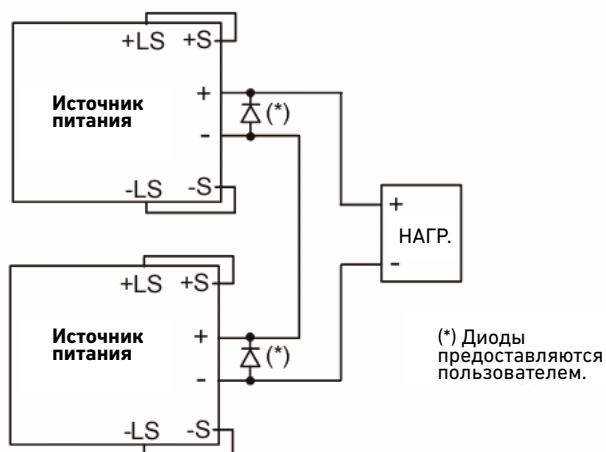 +LS +S
Источник
питания
+
(*)
-
-LS -S
+
НАГР.
-
+LS +S
Источник
питания
+
(*)
-
-LS -S
(*) Диоды
предоставляются
пользователем.